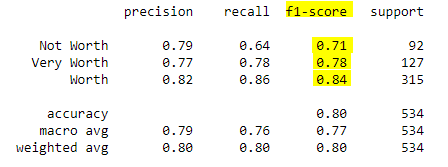 precision recall f1-score support
Not Worth 0.79 0.64 0.71 92
Very Worth 0.77 0.78 0.78 127
Worth 0.82 0.86 0.84 315
accuracy 0.80 534
macro avg 0.79 0.76 0.77 534
weighted avg 0.80 0.80 0.80 534